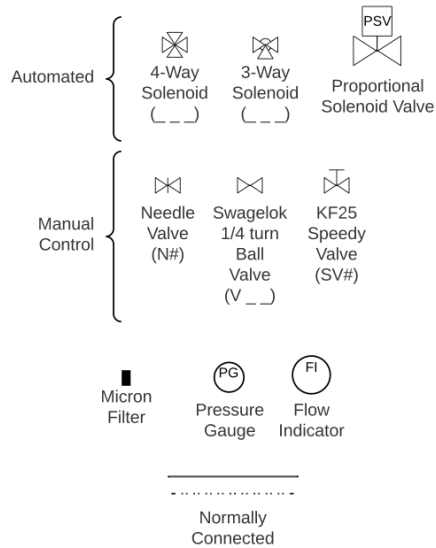 PSV
Automated
4-Way
Solenoid
(_ _ _)
3-Way
Solenoid
(_ _ _)
Proportional
Solenoid Valve
Manual
Control
Needle
Valve
(N#)
Swagelok
1/4 turn
Ball
Valve
(V _ _)
KF25
Speedy
Valve
(SV#)
Micron
Filter
PG
Pressure
Gauge
FI
Flow
Indicator
Normally
Connected